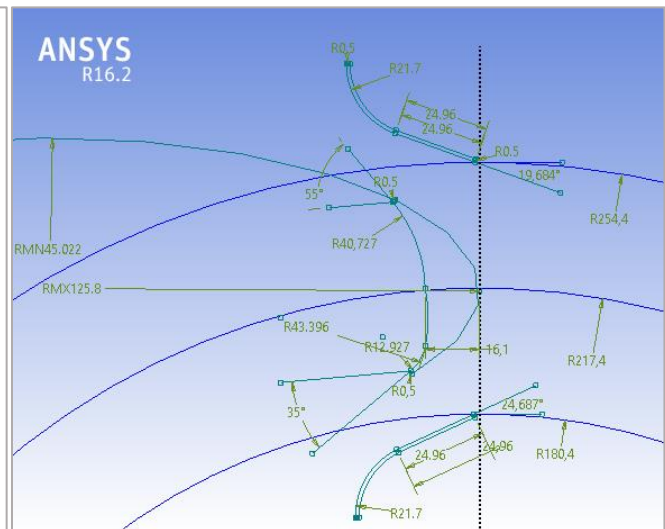 ANSYS
R16.2
R0,5
R21.7
24.96
24.96
R0.5
19,684°
55°
R0.5
R254,4
R40,727
RMN45.022
RMX125.8
R43.396
R12.927
16,1
R217,4
R0,5
35°
24,687°
24.96
24.96
R180,4
R21.7